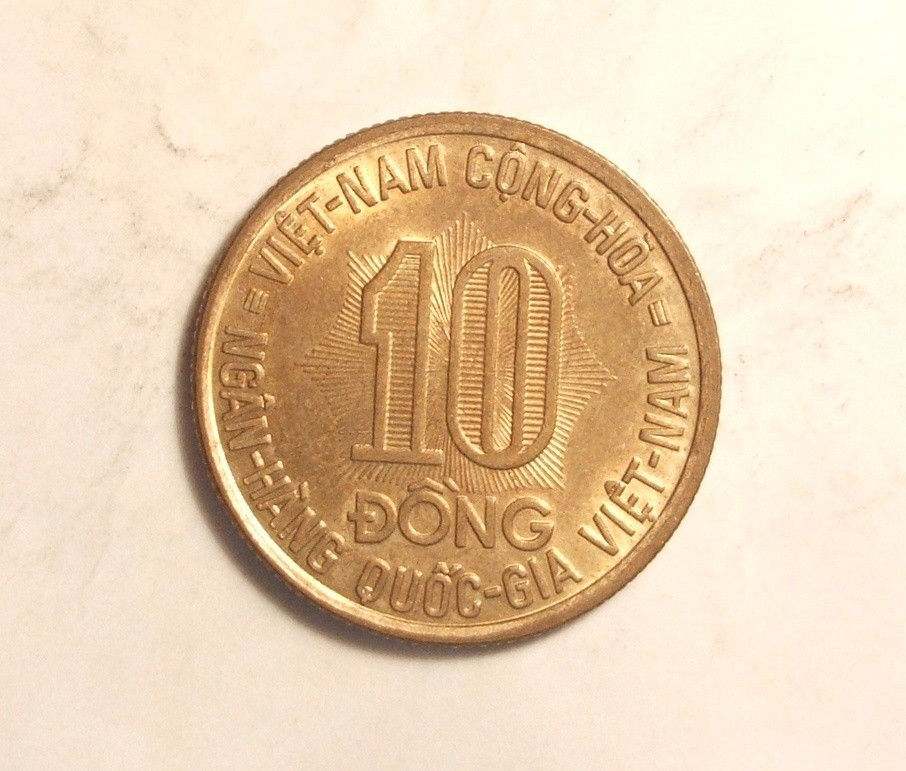 = VIỆT-NAM CỘNG-HÒA =
10
ĐỒNG
NGÂN-HÀNG QUỐC-GIA VIỆT-NAM